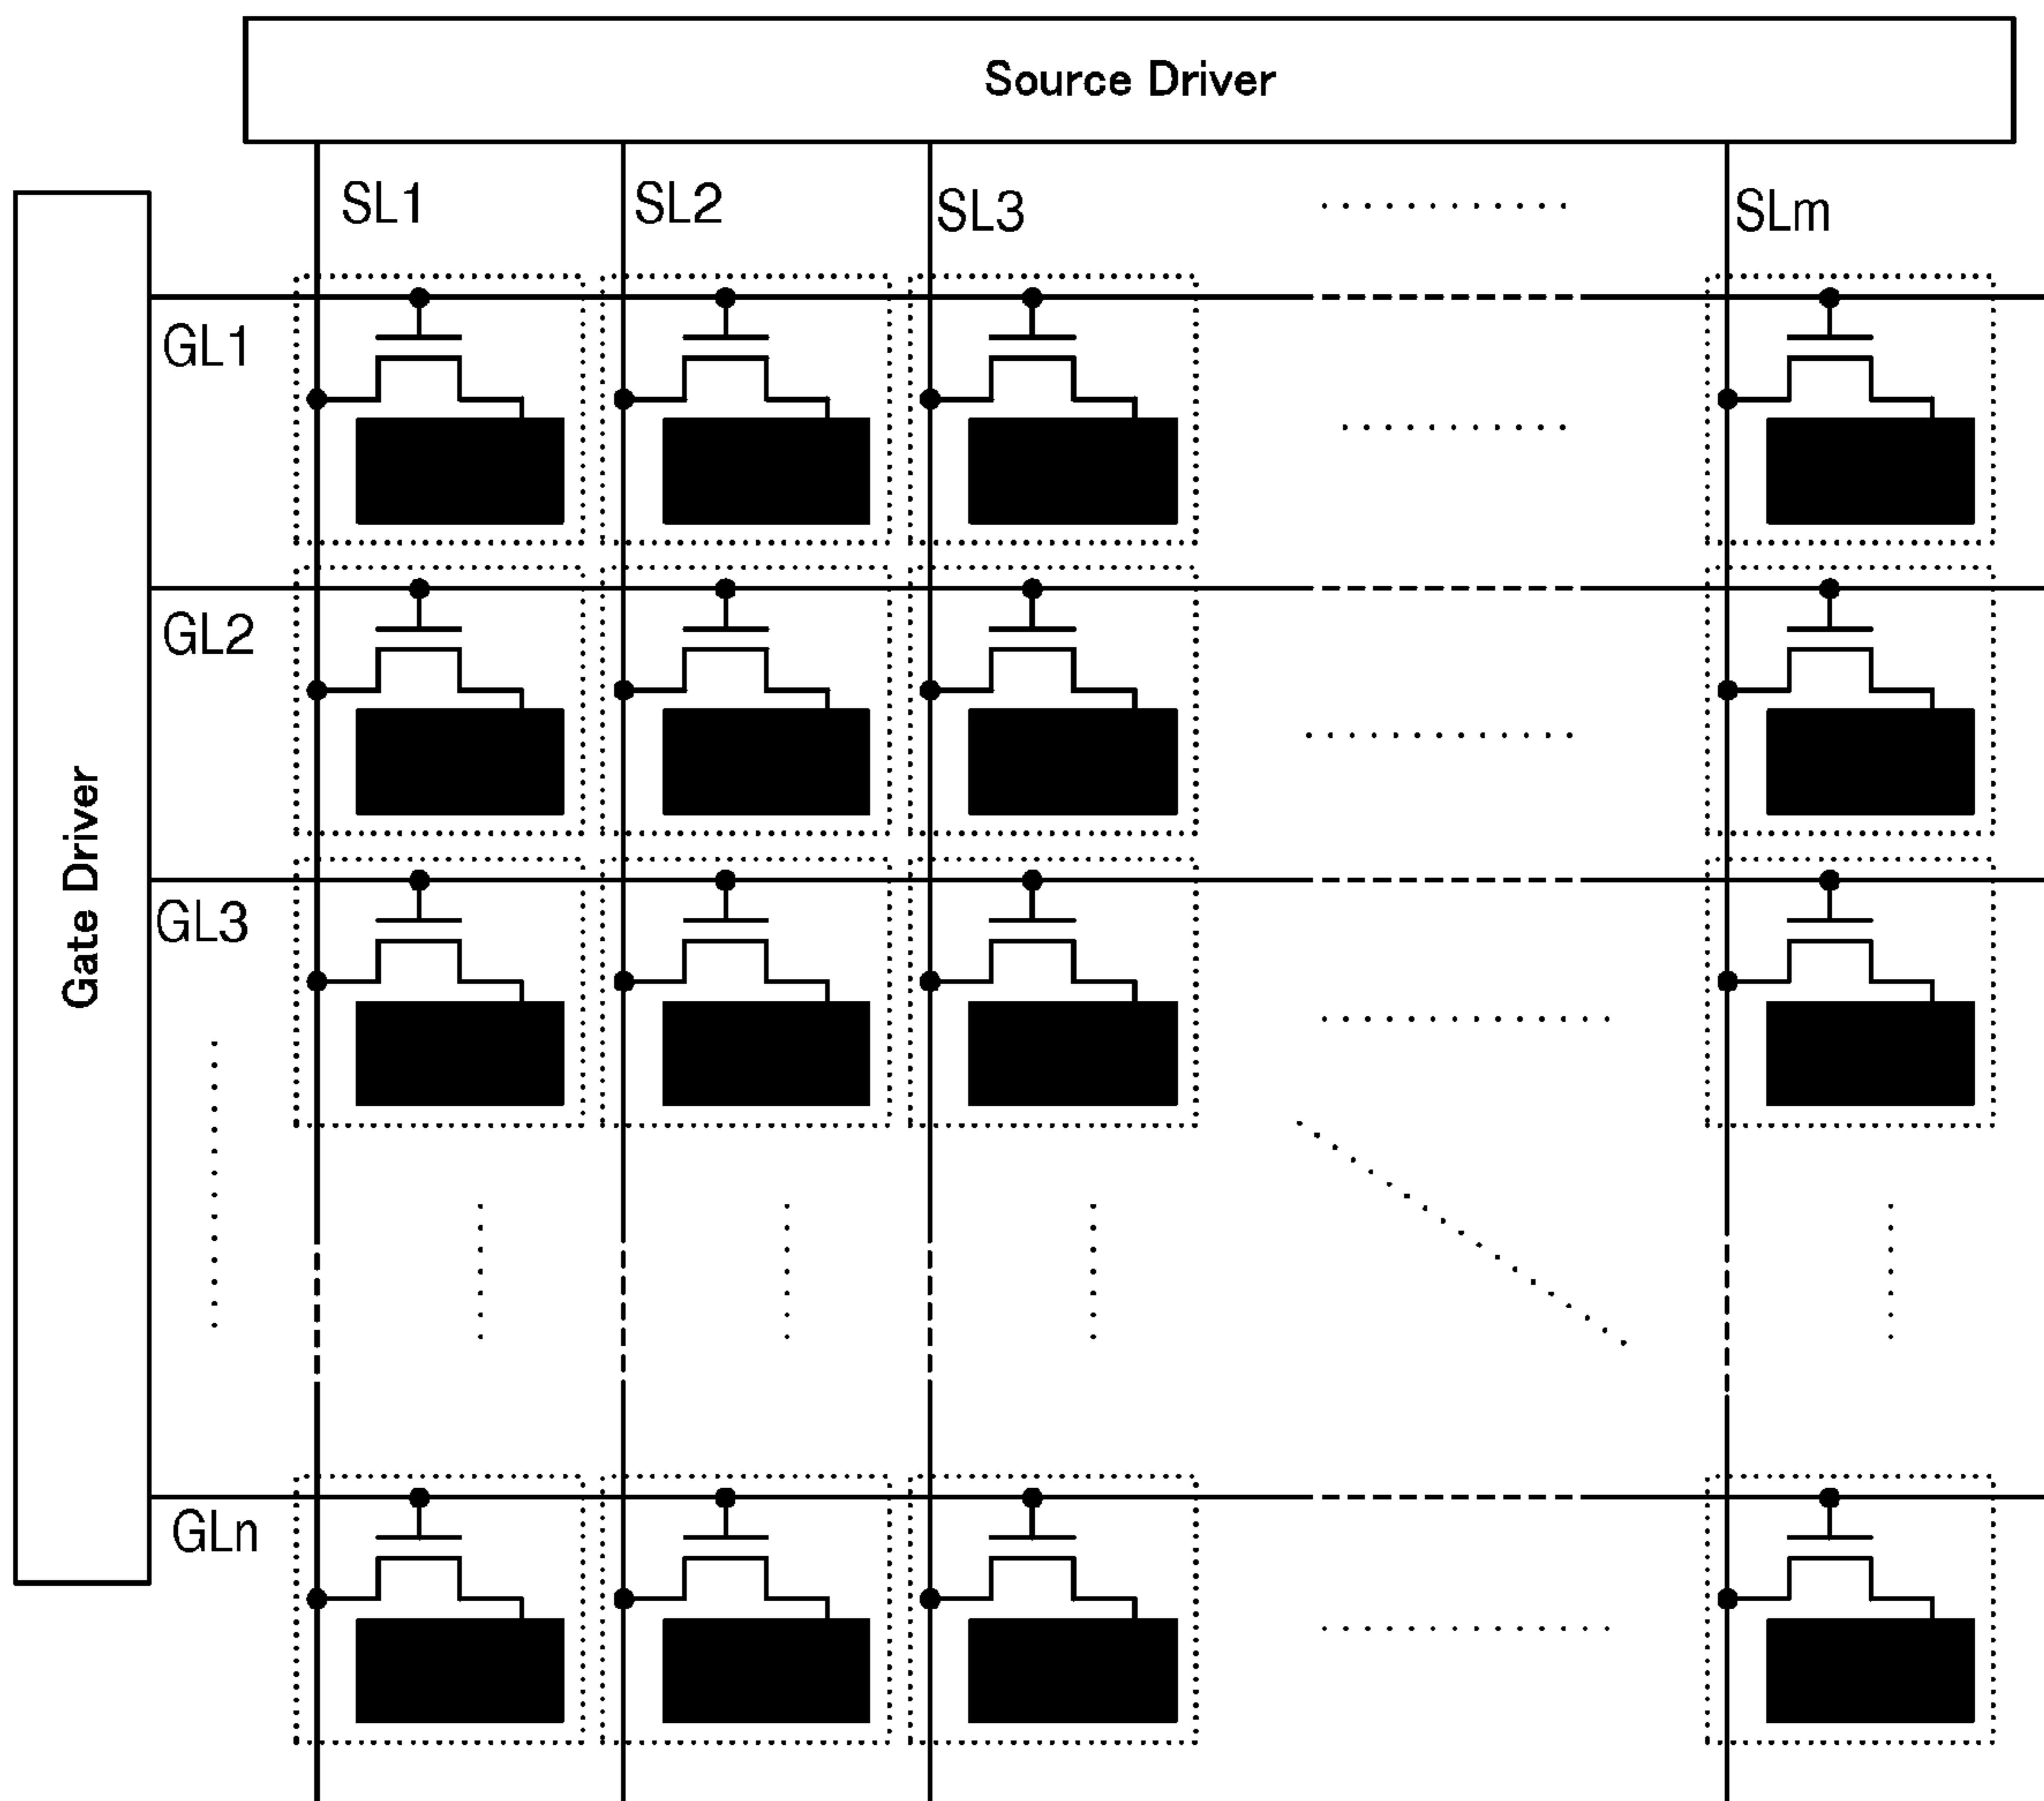 Source Driver
SL1
SL2
SL3
SLm
GL1
GL2
Gate Driver
GL3
GLn